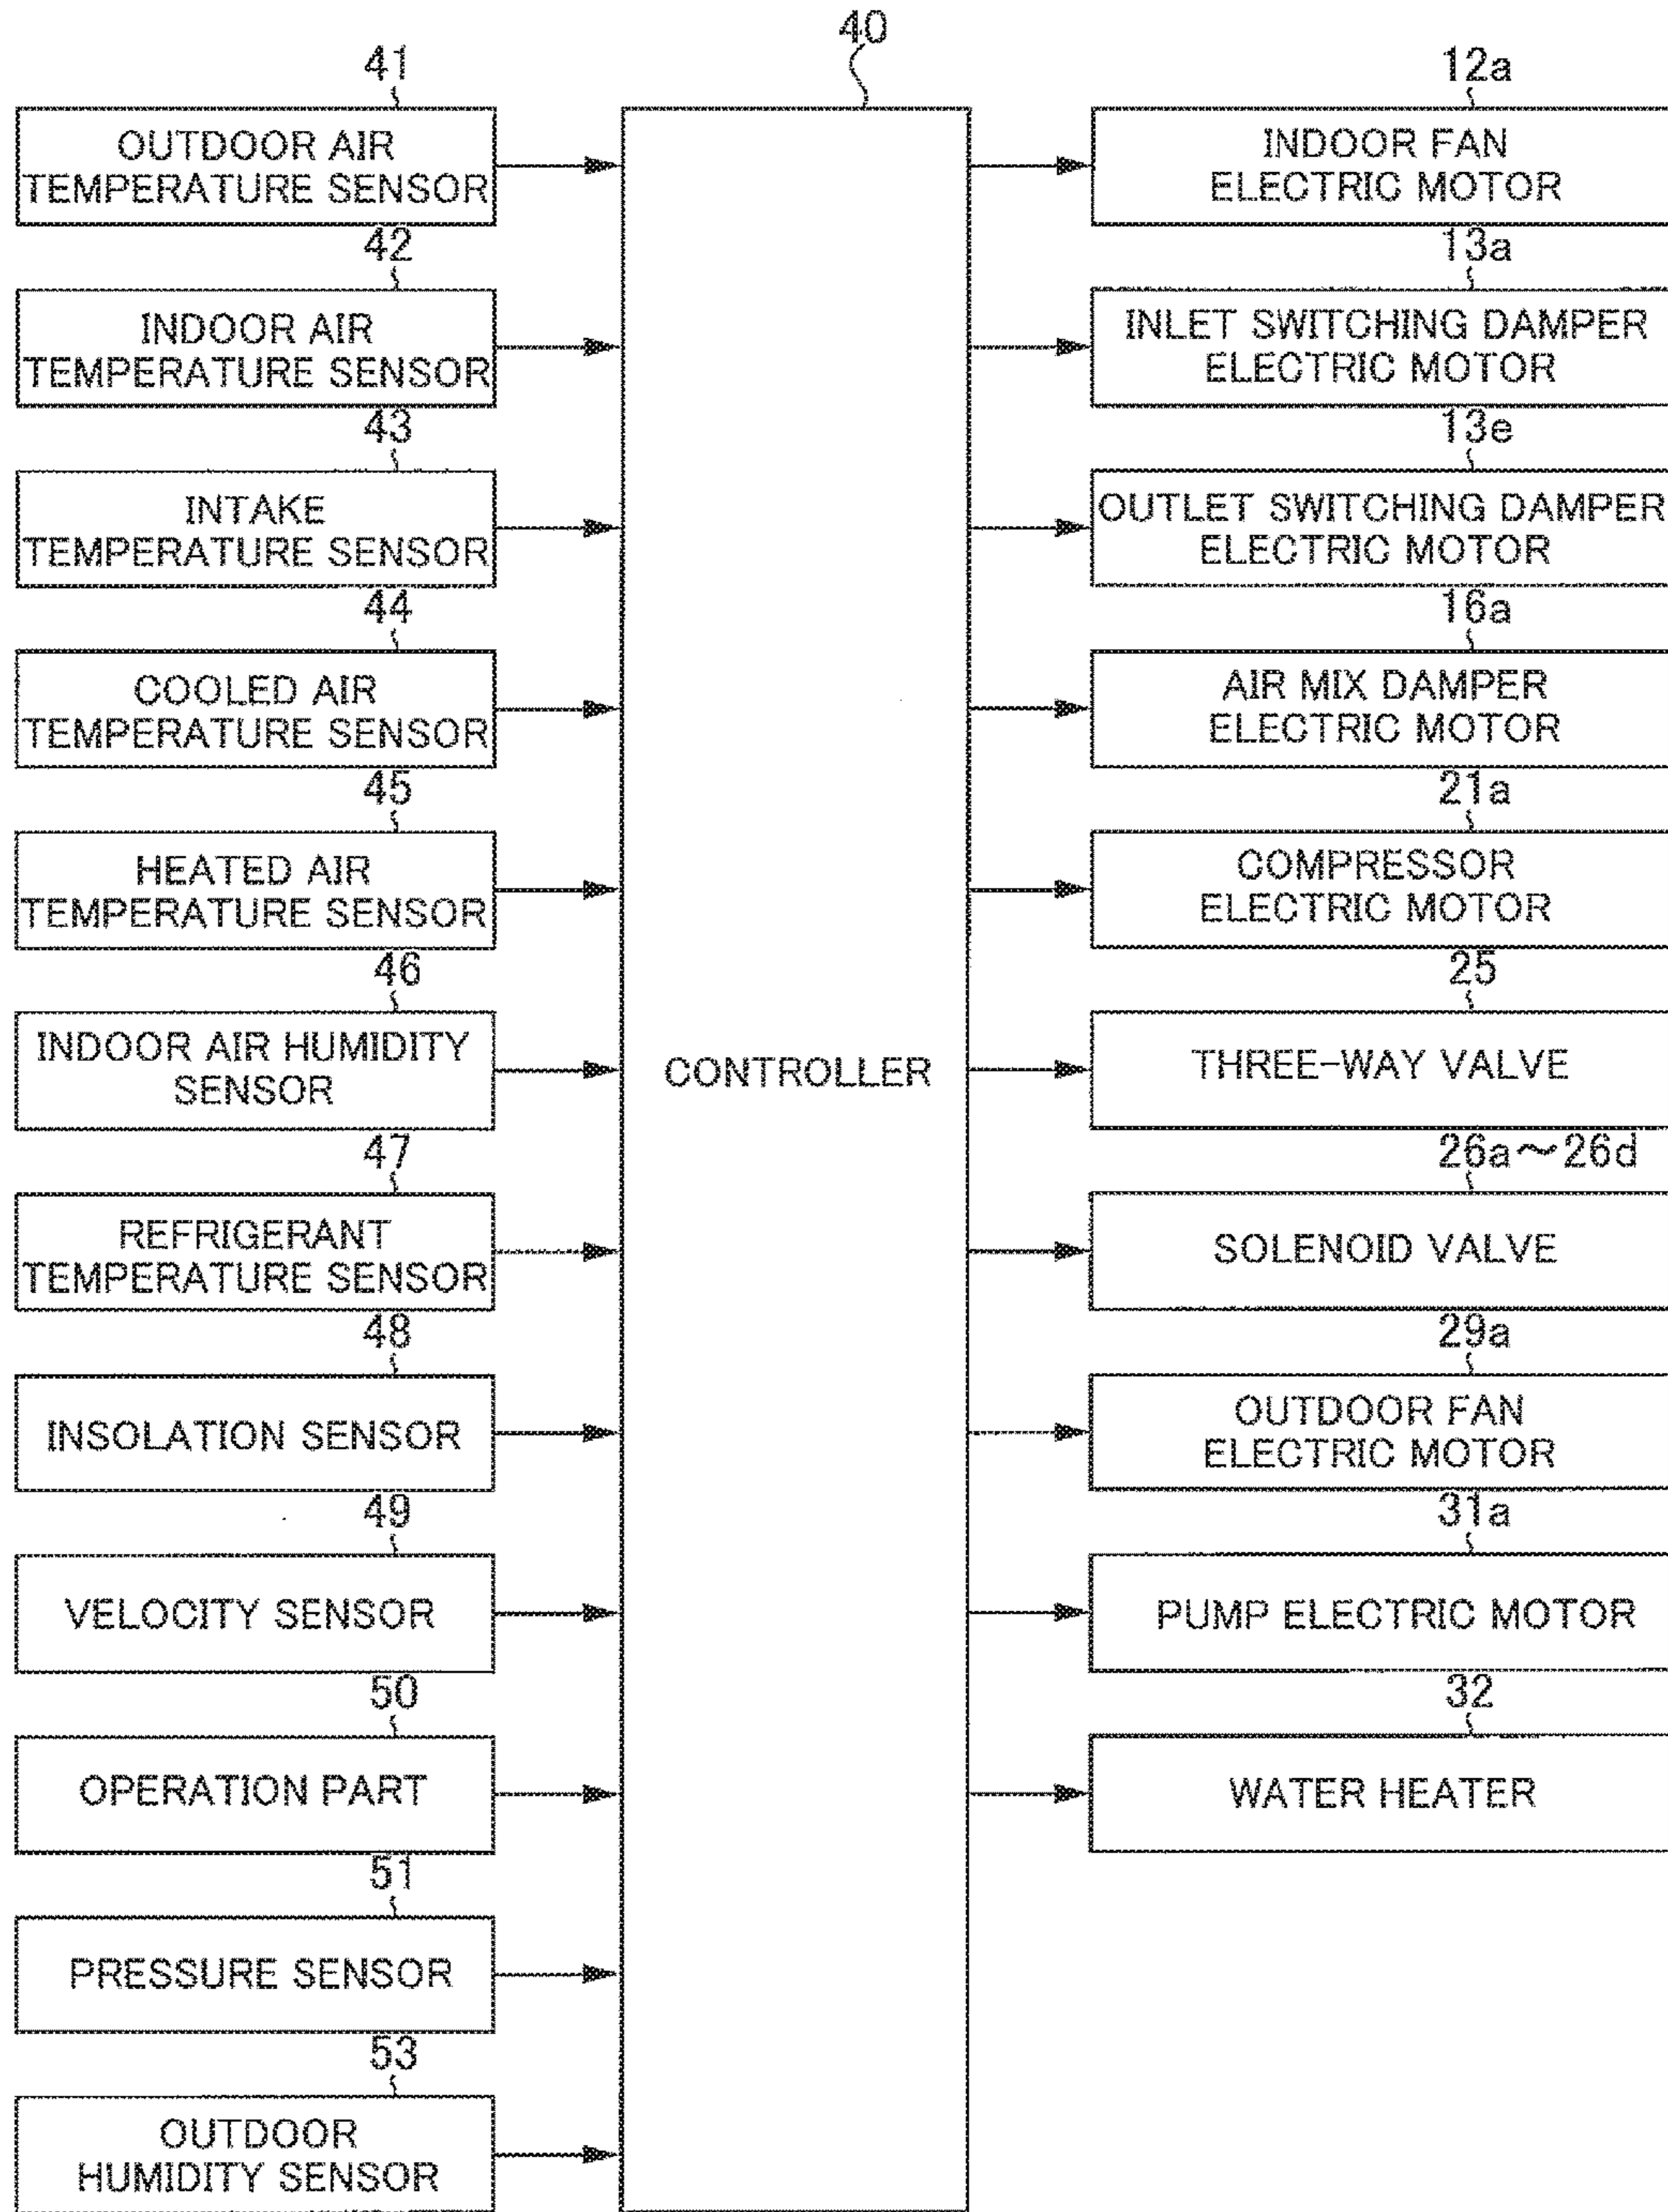 40
41
OUTDOOR AIR
TEMPERATURE SENSOR
42
INDOOR AIR
TEMPERATURE SENSOR
43
INTAKE
TEMPERATURE SENSOR
44
COOLED AIR
TEMPERATURE SENSOR
45
HEATED AIR
TEMPERATURE SENSOR
46
INDOOR AIR HUMIDITY
SENSOR
47
REFRIGERANT
TEMPERATURE SENSOR
48
INSOLATION SENSOR
49
VELOCITY SENSOR
50
OPERATION PART
51
PRESSURE SENSOR
53
OUTDOOR
HUMIDITY SENSOR
CONTROLLER
12a
INDOOR FAN
ELECTRIC MOTOR
13a
INLET SWITCHING DAMPER
ELECTRIC MOTOR
13e
OUTLET SWITCHING DAMPER
ELECTRIC MOTOR
16a
AIR MIX DAMPER
ELECTRIC MOTOR
21a
COMPRESSOR
ELECTRIC MOTOR
25
THREE-WAY VALVE
26a～26d
SOLENOID VALVE
29a
OUTDOOR FAN
ELECTRIC MOTOR
31a
PUMP ELECTRIC MOTOR
32
WATER HEATER